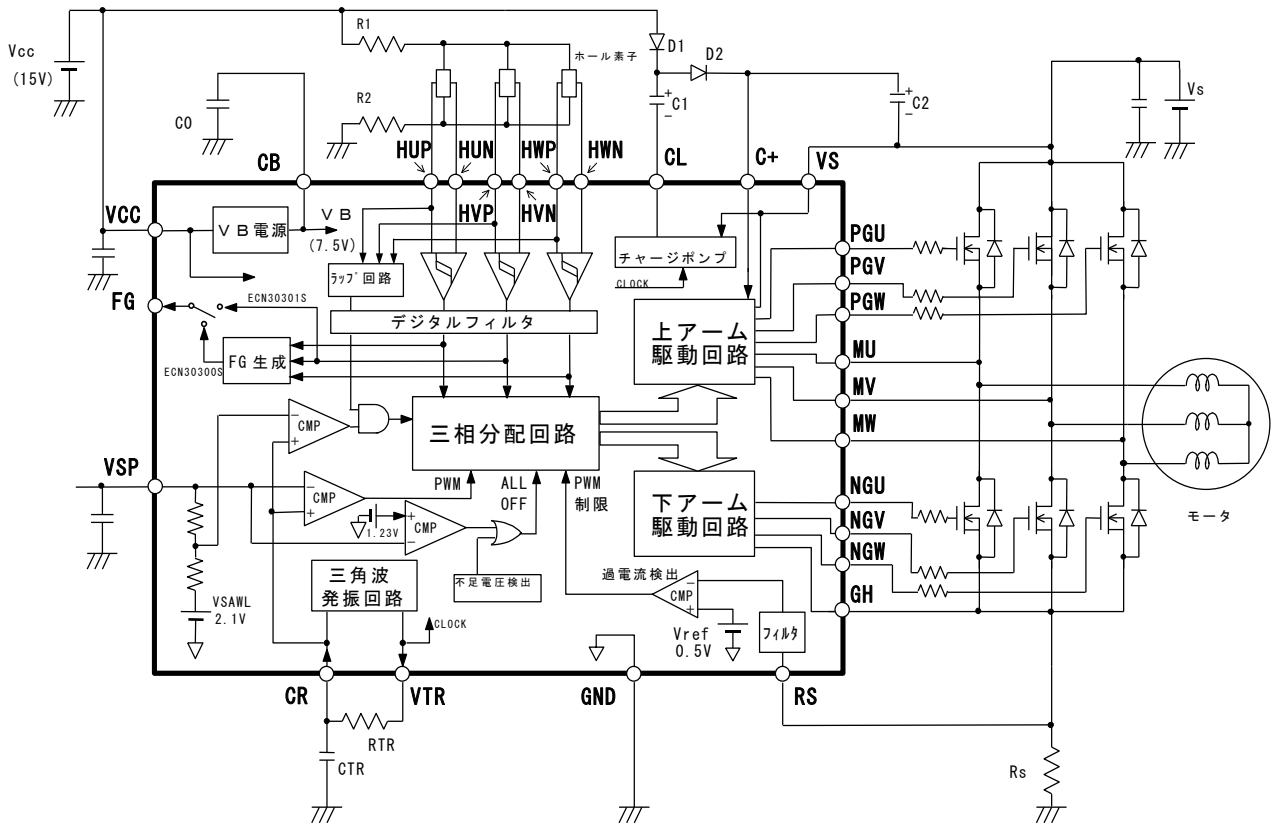 Vcc
(15V)
R1
ホール素子
D1
D2
C1
+
-
C2
+
-
Vs
C0
R2
CB
HUP
HUN
HWP
HWN
HVP
HVN
CL
C+
VS
VCC
VB電源
VB
(7.5V)
ラップ回路
チャージポンプ
CLOCK
PGU
PGV
PGW
FG
ECN30301S
デジタルフィルタ
上アーム
駆動回路
FG生成
ECN30300S
MU
MV
MW
-
+
CMP
三相分配回路
VSP
-
+
CMP
PWM
ALL
OFF
PWM
制限
下アーム
駆動回路
NGU
NGV
NGW
GH
モータ
1.23V
+
-
CMP
三角波
発振回路
不足電圧検出
過電流検出
-
+
CMP
VSAWL
2.1V
CLOCK
Vref
0.5V
フィルタ
CR
VTR
GND
RS
RTR
CTR
Rs